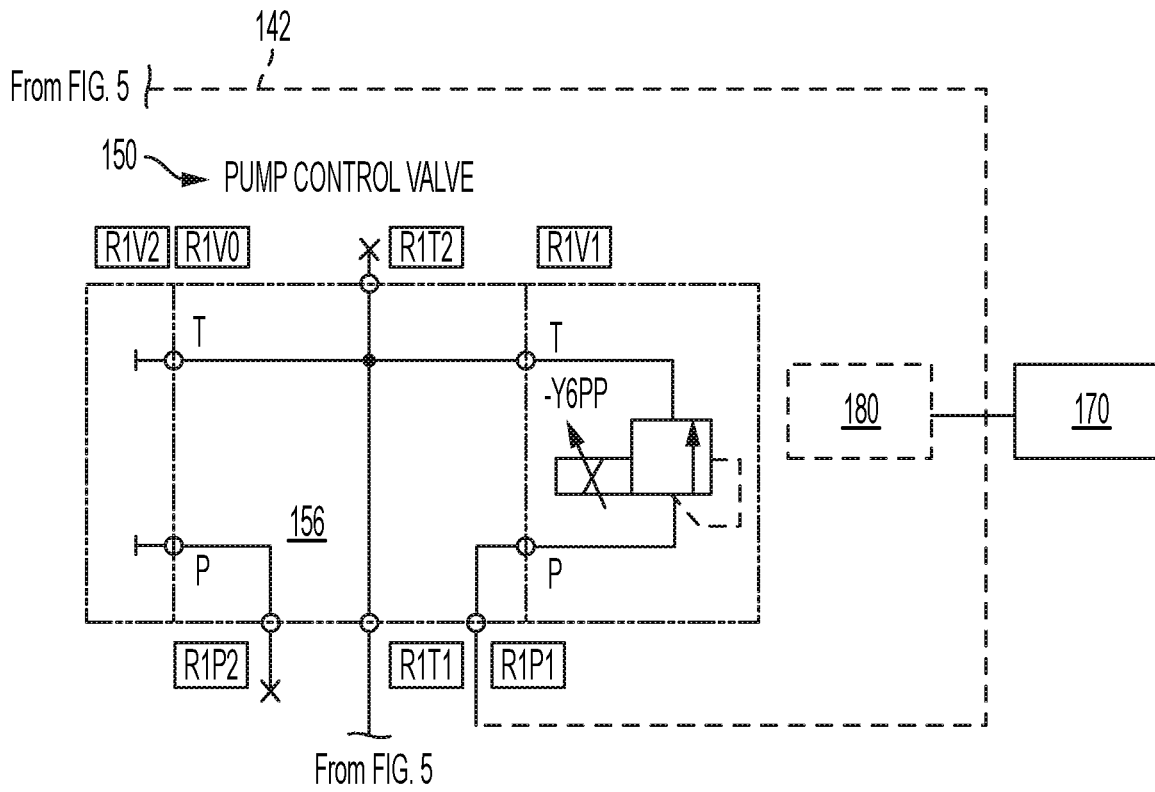 142
From FIG. 5
150
PUMP CONTROL VALVE
R1V2 R1V0 R1T2 R1V1
T T
-Y6PP
180 170
156
P P
R1P2 R1T1 R1P1
From FIG. 5